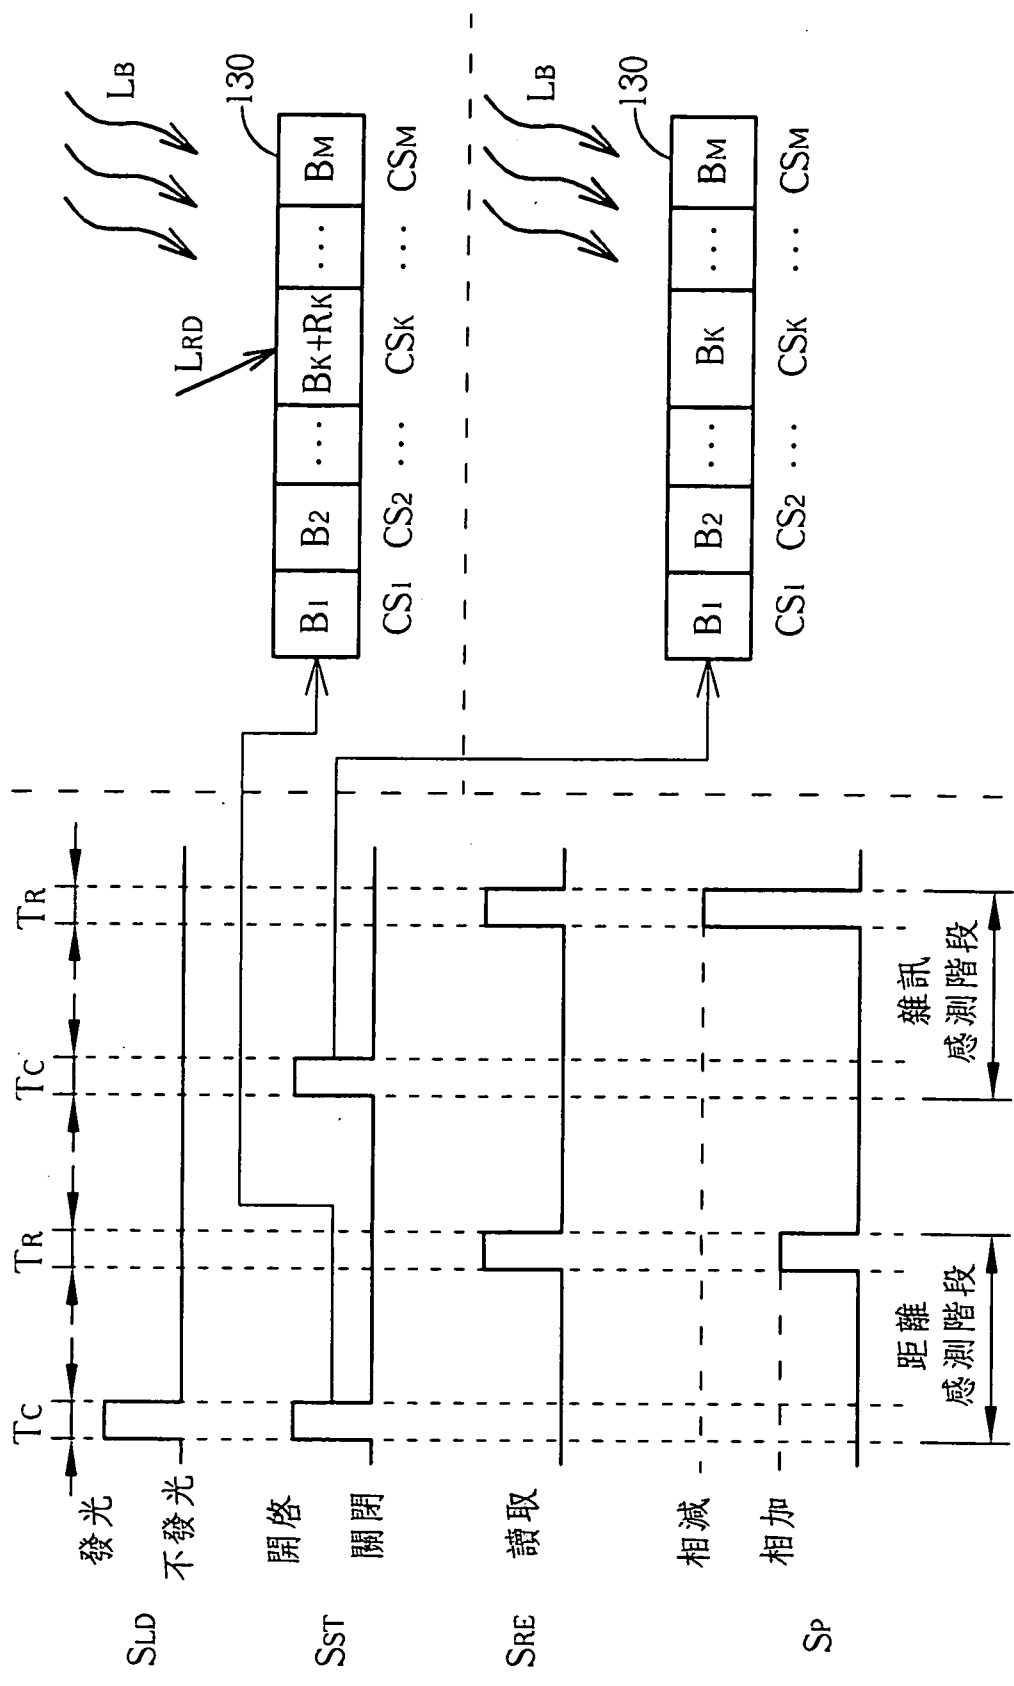 TC TR TC TR
SLD 發光
不發光
SST 開啓
關閉
SRE 讀取
SP 相減
相加
距離
感測階段
雜訊
感測階段
LRD LB
130
B1 B2 ... BK+RK ... BM
CS1 CS2 ... CSK ... CSM
LB
130
B1 B2 ... BK ... BM
CS1 CS2 ... CSK ... CSM